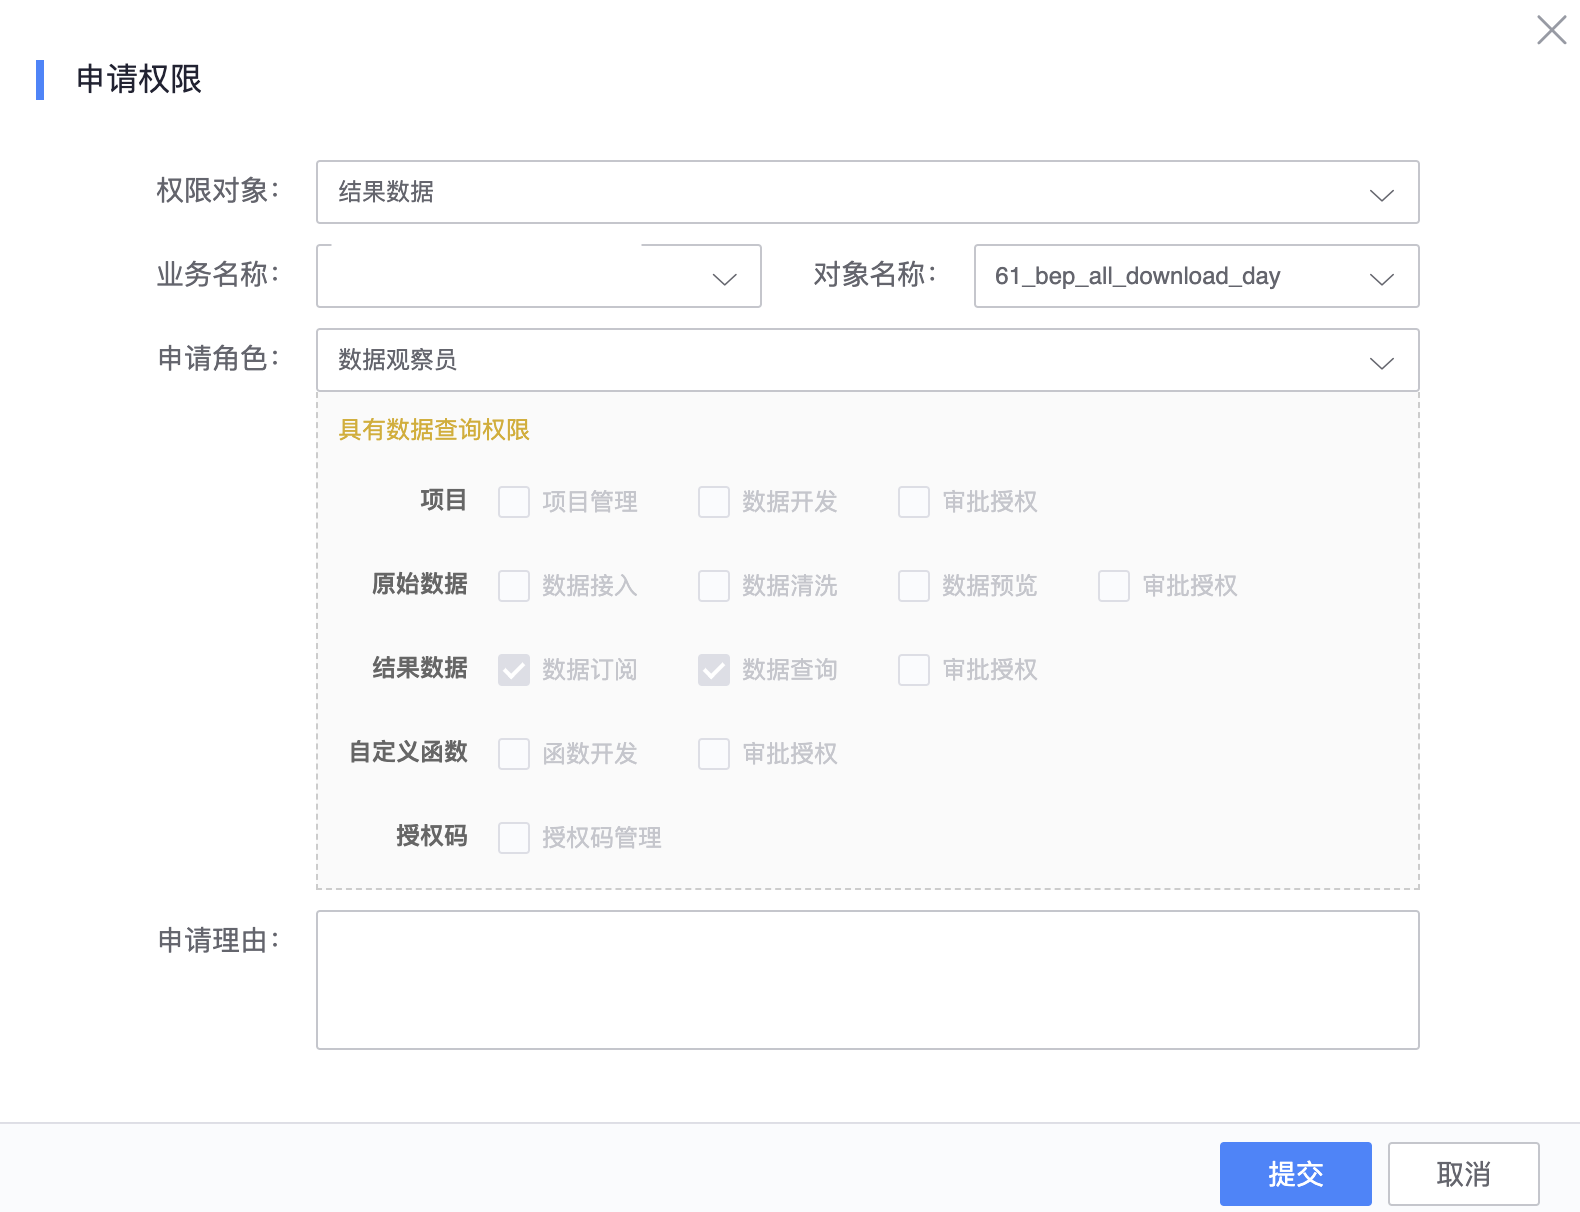 申请权限
权限对象：
结果数据
业务名称：
对象名称：
61_bep_all_download_day
申请角色：
数据观察员
具有数据查询权限
项目 项目管理 数据开发 审批授权
原始数据 数据接入 数据清洗 数据预览 审批授权
结果数据 数据订阅 数据查询 审批授权
自定义函数 函数开发 审批授权
授权码 授权码管理
申请理由：
提交 取消